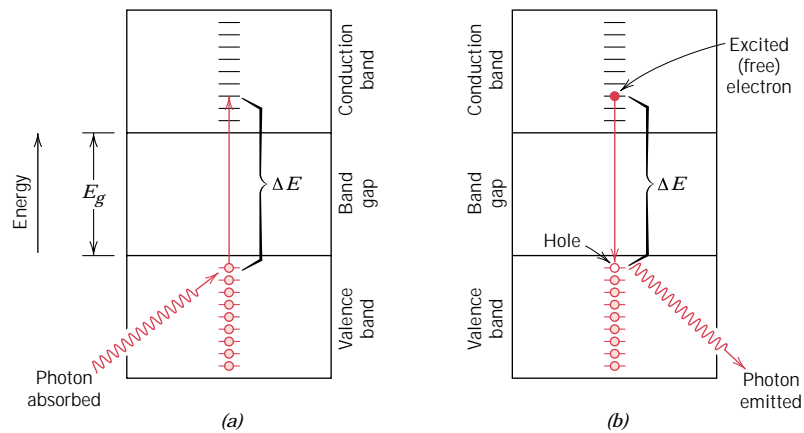 Energy
E_g
Conduction
band
Band
gap
Valence
band
ΔE
Photon
absorbed
(a)
Conduction
band
Band
gap
Valence
band
Excited
(free)
electron
ΔE
Hole
Photon
emitted
(b)